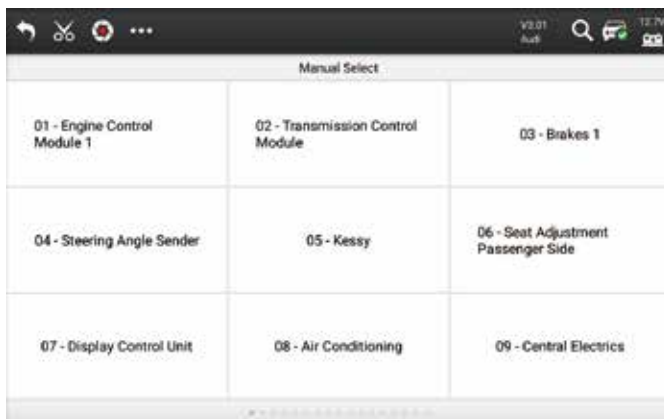 V3.01
Audi
Manual Select
01 - Engine Control
Module 1
02 - Transmission Control
Module
03 - Brakes 1
04 - Steering Angle Sender
05 - Kessy
06 - Seat Adjustment
Passenger Side
07 - Display Control Unit
08 - Air Conditioning
09 - Central Electrics